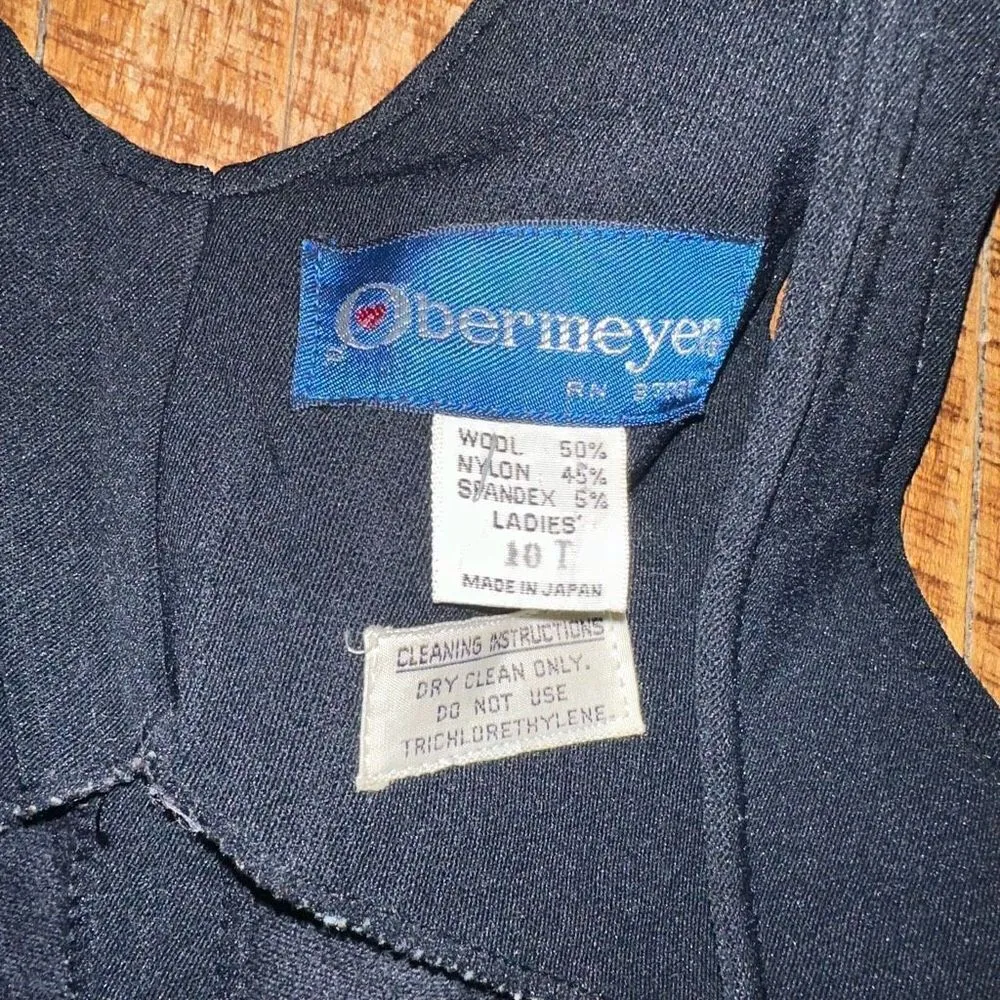 Obermeyer
RN
WOOL 50%
NYLON 45%
SPANDEX 5%
LADIES'
10 T
MADE IN JAPAN
CLEANING INSTRUCTIONS
DRY CLEAN ONLY.
DO NOT USE
TRICHLORETHYLENE.